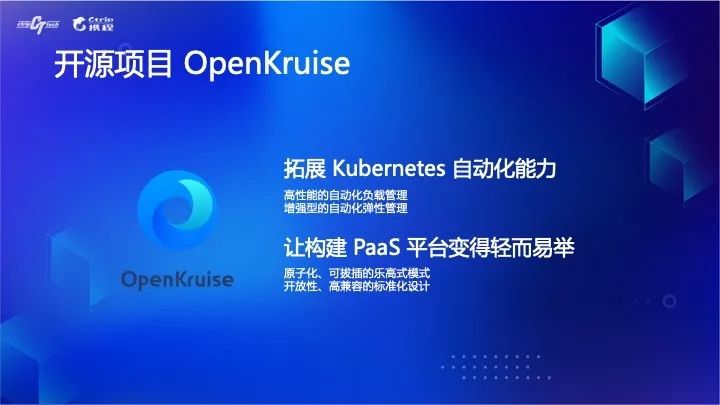 ctrip CT tech
Ctrip
携程
开源项目 OpenKruise
拓展 Kubernetes 自动化能力
高性能的自动化负载管理
增强型的自动化弹性管理
让构建 PaaS 平台变得轻而易举
原子化、可拔插的乐高式模式
开放性、高兼容的标准化设计
OpenKruise